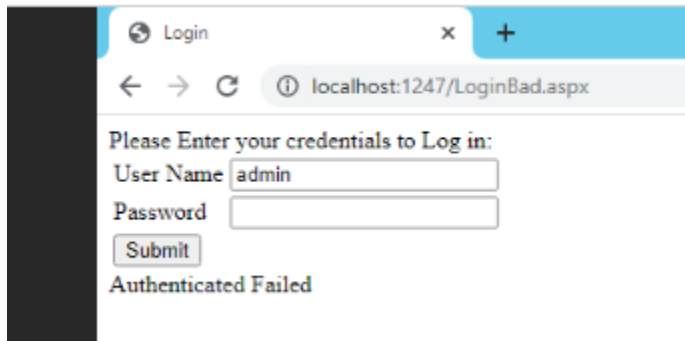 Login
localhost:1247/LoginBad.aspx
Please Enter your credentials to Log in:
User Name admin
Password
Submit
Authenticated Failed